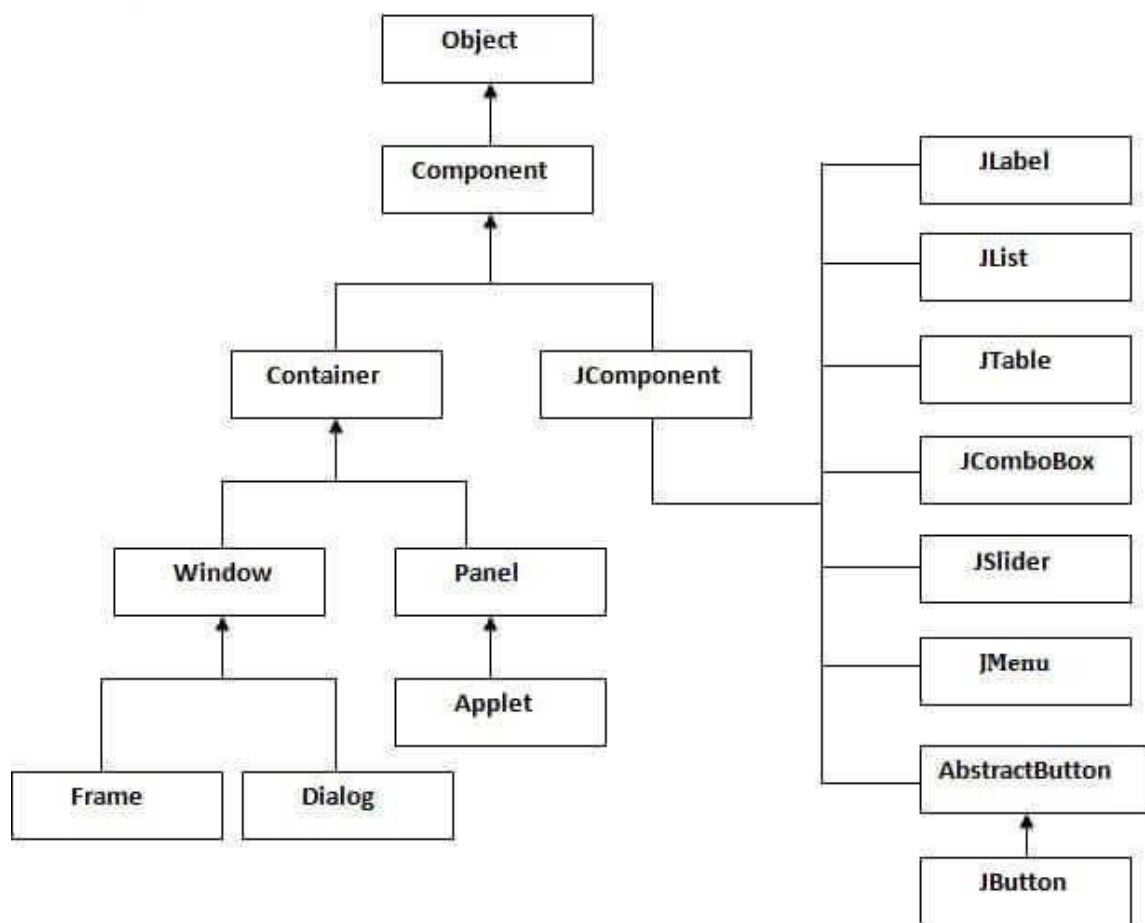 Object
Component
Container
JComponent
Window
Panel
Applet
Frame
Dialog
JLabel
JList
JTable
JComboBox
JSlider
JMenu
AbstractButton
JButton